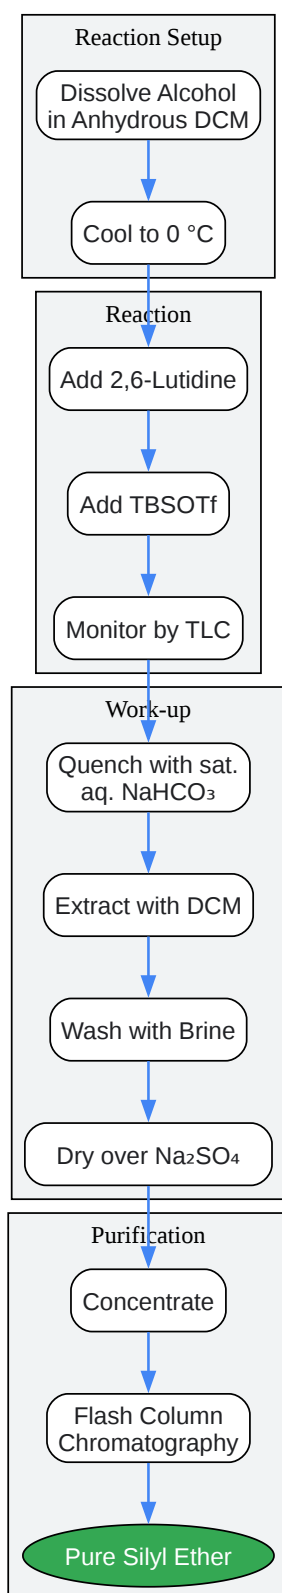 Reaction Setup
Dissolve Alcohol
in Anhydrous DCM
Cool to 0 °C
Reaction
Add 2,6-Lutidine
Add TBSOTf
Monitor by TLC
Work-up
Quench with sat.
aq. NaHCO₃
Extract with DCM
Wash with Brine
Dry over Na₂SO₄
Purification
Concentrate
Flash Column
Chromatography
Pure Silyl Ether